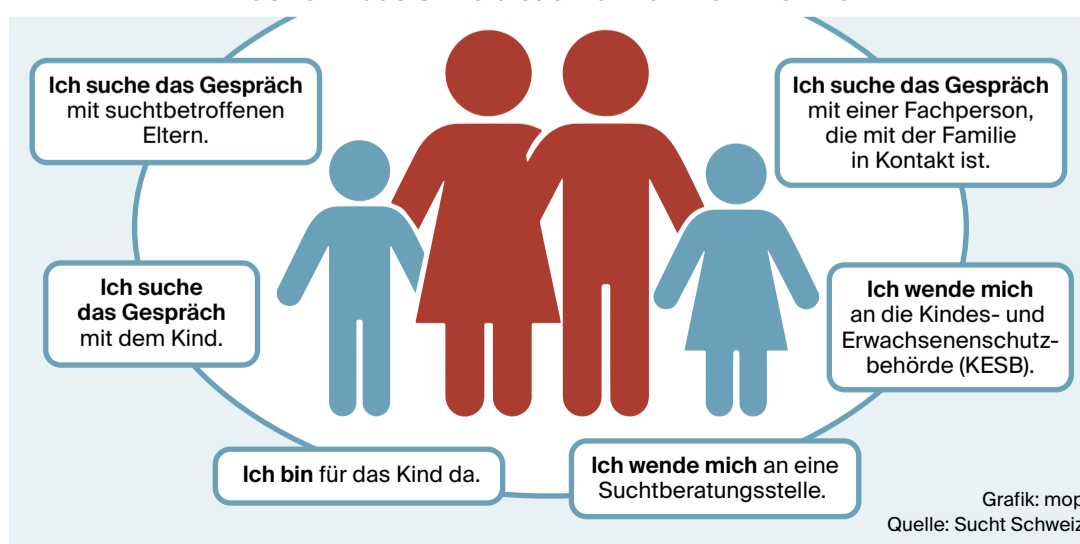 Ich suche das Gespräch
mit suchtbetroffenen
Eltern.
Ich suche das Gespräch
mit einer Fachperson,
die mit der Familie
in Kontakt ist.
Ich suche
das Gespräch
mit dem Kind.
Ich wende mich
an die Kindes- und
Erwachsenenschutz-
behörde (KESB).
Ich bin für das Kind da.
Ich wende mich an eine
Suchtberatungsstelle.
Grafik: mop
Quelle: Sucht Schweiz